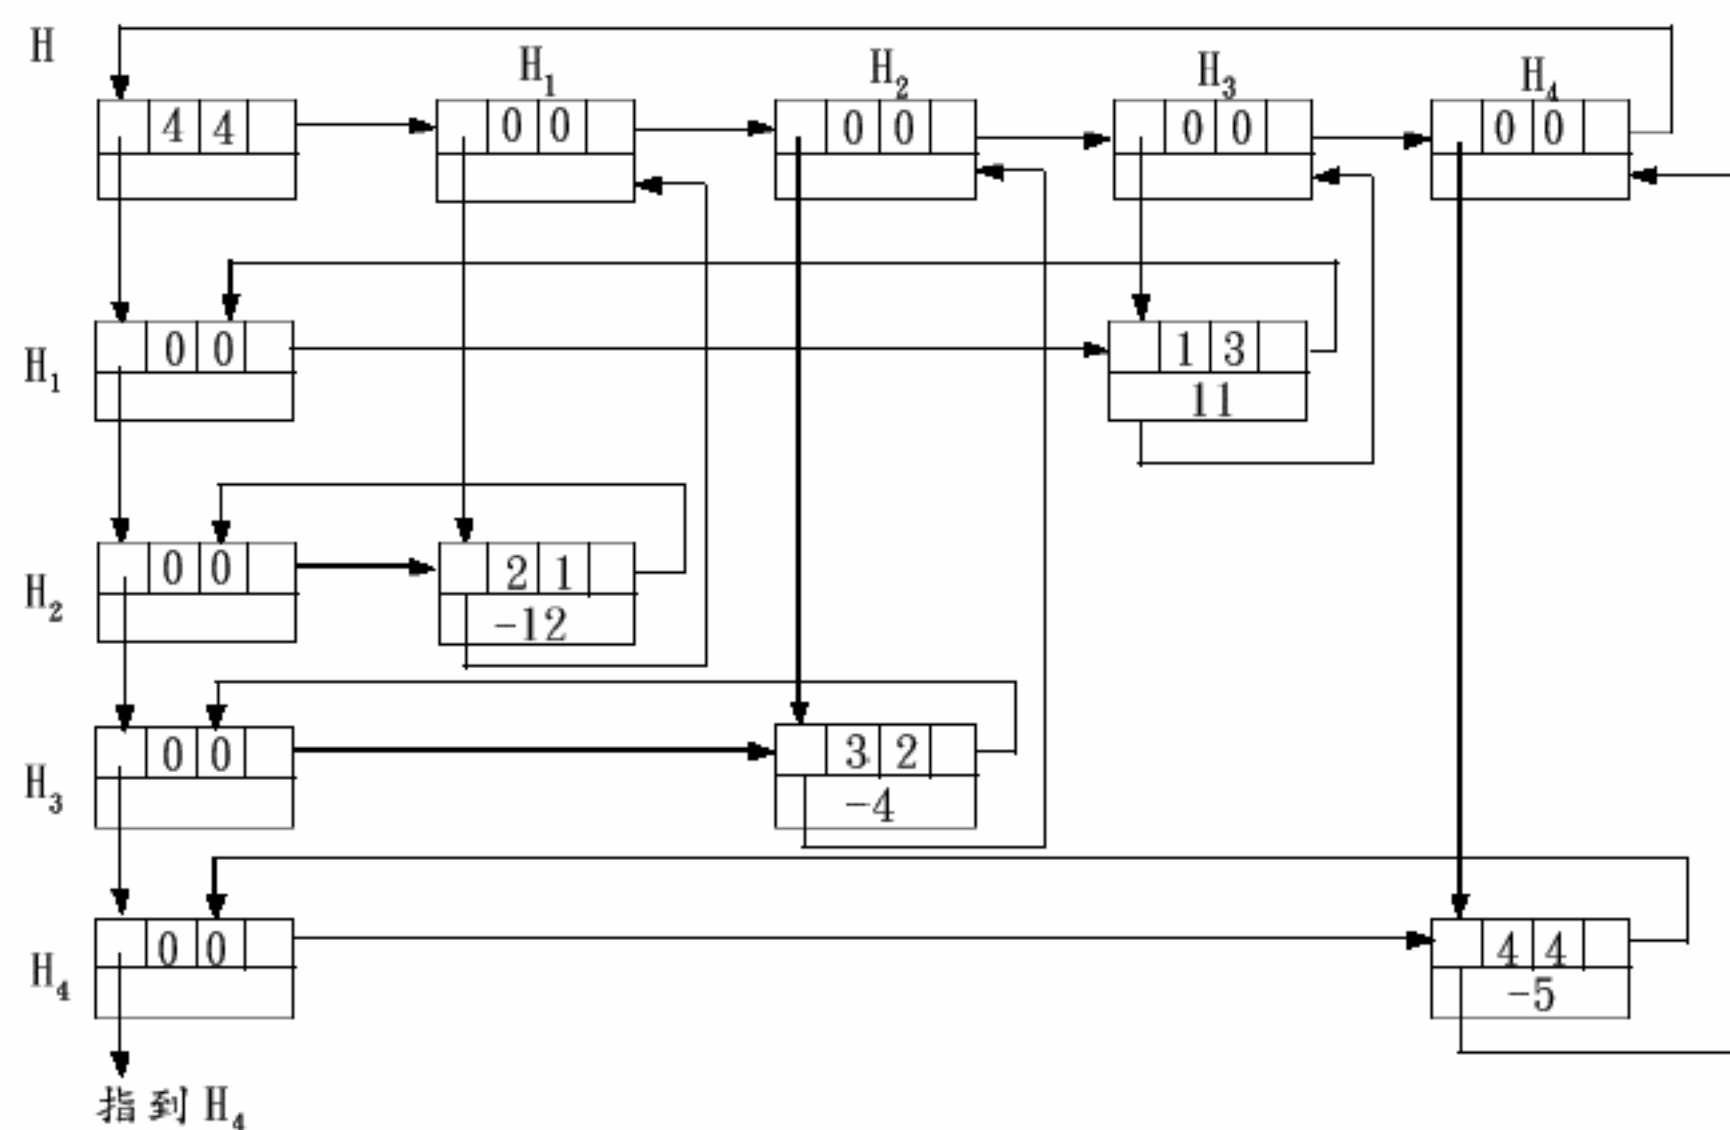 H
H₁ H₂ H₃ H₄
4 4 0 0 0 0 0 0 0 0
H₁ 0 0 1 3
11
H₂ 0 0 2 1
-12
H₃ 0 0 3 2
-4
H₄ 0 0 4 4
-5
指到 H₄